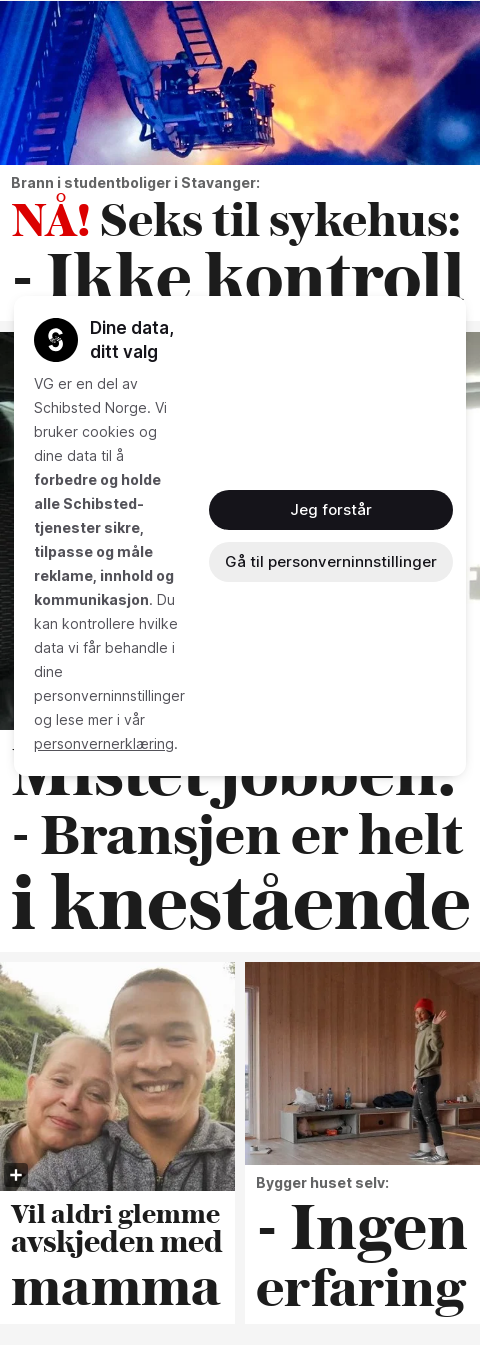 Brann i studentboliger i Stavanger:
NÅ! Seks til sykehus:
- Ikke kontroll
Dine data,
ditt valg
VG er en del av
Schibsted Norge. Vi
bruker cookies og
dine data til å
forbedre og holde
alle Schibsted-
tjenester sikre,
tilpasse og måle
reklame, innhold og
kommunikasjon. Du
kan kontrollere hvilke
data vi får behandle i
dine
personverninnstillinger
og lese mer i vår
personvernerklæring.
Jeg forstår
Gå til personverninnstillinger
Mistet jobben:
- Bransjen er helt
i knestående
Vil aldri glemme
avskjeden med
mamma
Bygger huset selv:
- Ingen
erfaring